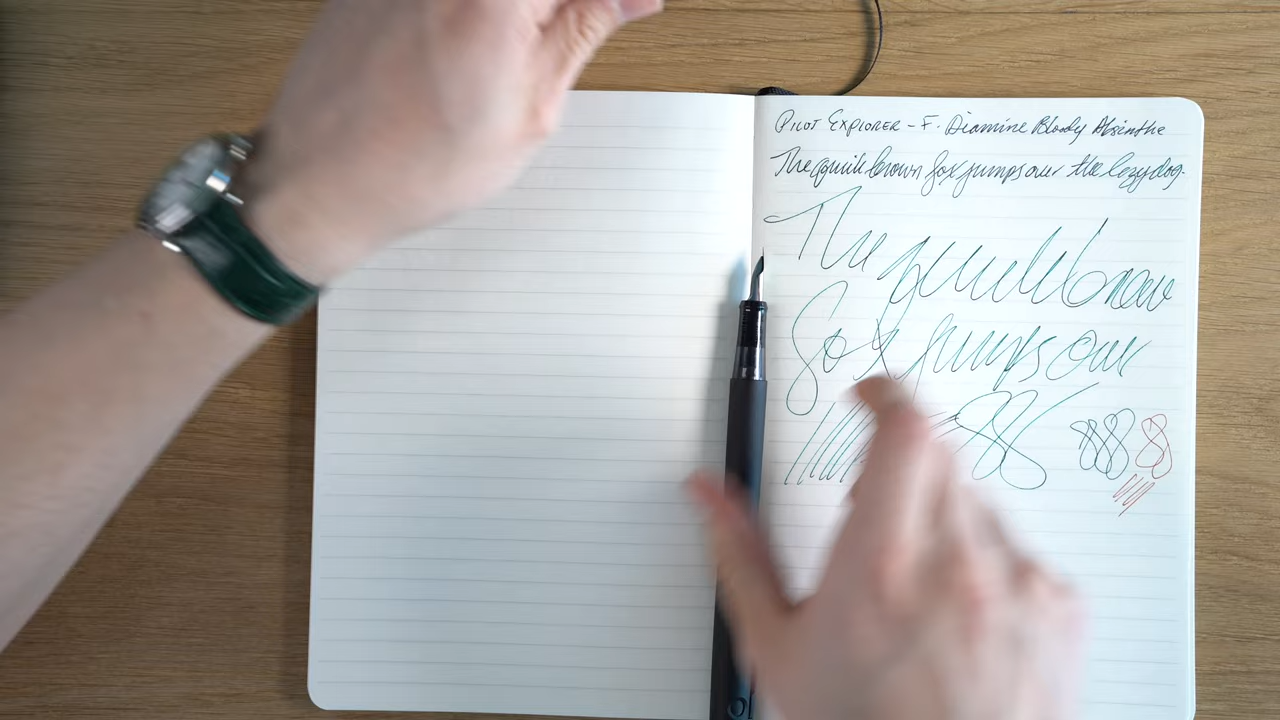 Pilot Explorer - F. Diamine Bloody Absinthe
The quick brown fox jumps over the lazy dog.
The quick brown
fox jumps over